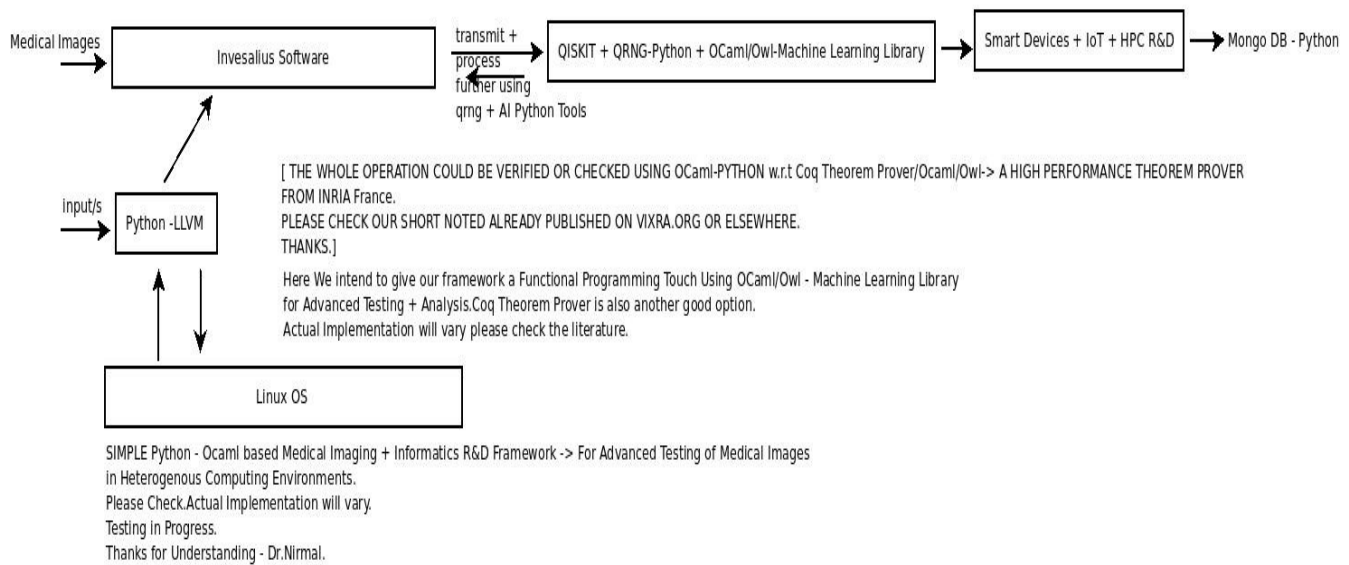 Medical Images
Invesalius Software
transmit +
process
further using
qrng + AI Python Tools
QISKIT + QRNG-Python + OCaml/Owl-Machine Learning Library
Smart Devices + IoT + HPC R&D
Mongo DB - Python
[ THE WHOLE OPERATION COULD BE VERIFIED OR CHECKED USING OCaml-PYTHON w.r.t Coq Theorem Prover/Ocaml/Owl-> A HIGH PERFORMANCE THEOREM PROVER
FROM INRIA France.
PLEASE CHECK OUR SHORT NOTED ALREADY PUBLISHED ON VIXRA.ORG OR ELSEWHERE.
THANKS.]
input/s
Python -LLVM
Here We intend to give our framework a Functional Programming Touch Using OCaml/Owl - Machine Learning Library
for Advanced Testing + Analysis.Coq Theorem Prover is also another good option.
Actual Implementation will vary please check the literature.
Linux OS
SIMPLE Python - Ocaml based Medical Imaging + Informatics R&D Framework -> For Advanced Testing of Medical Images
in Heterogenous Computing Environments.
Please Check.Actual Implementation will vary.
Testing in Progress.
Thanks for Understanding - Dr.Nirmal.